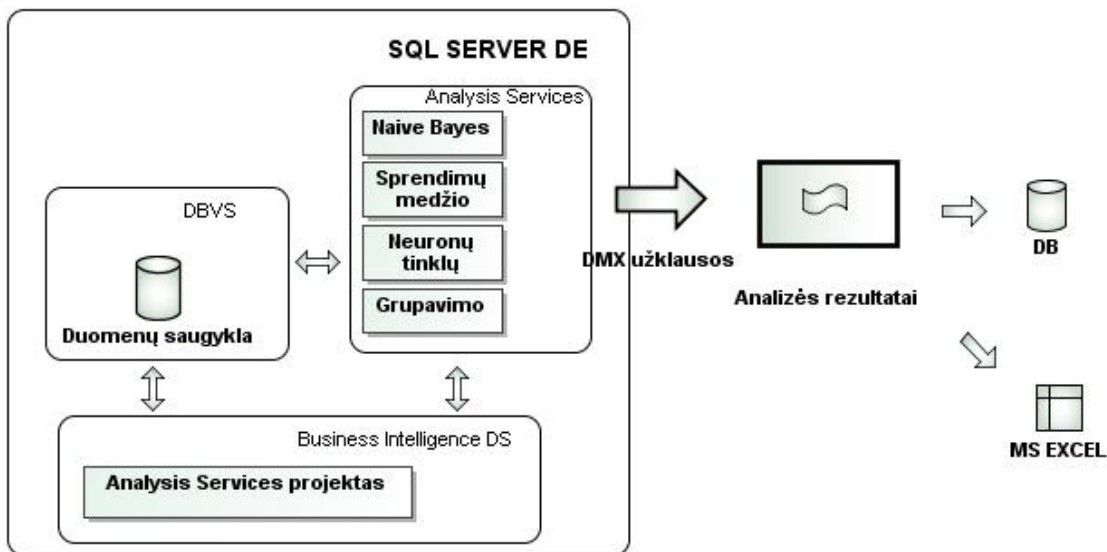 SQL SERVER DE
Analysis Services
Naive Bayes
Sprendimų
medžio
Neuronų
tinklų
Grupavimo
DBVS
Duomenų saugykla
Business Intelligence DS
Analysis Services projektas
DMX užklausos
Analizės rezultatai
DB
MS EXCEL